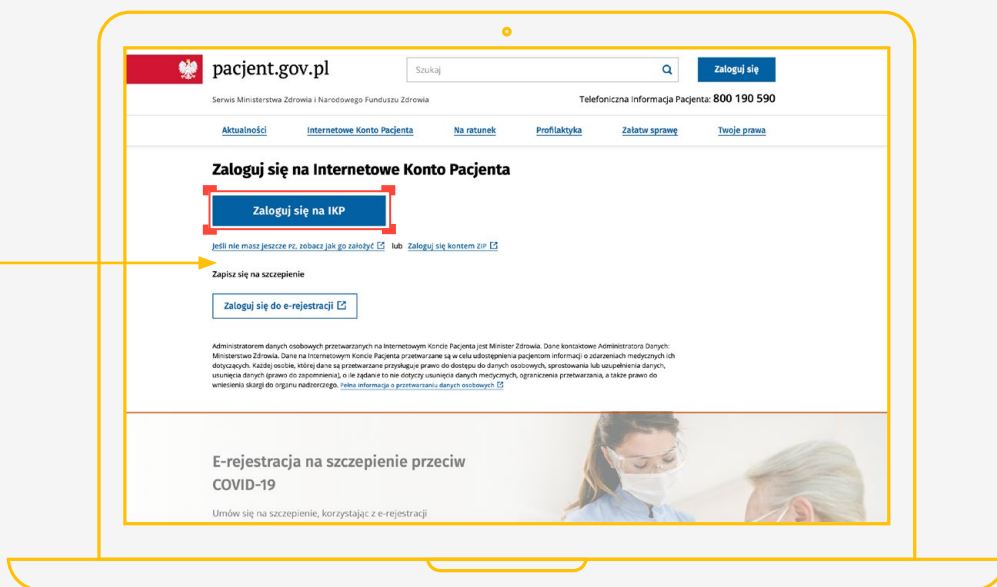 pacjent.gov.pl
Szukaj
Zaloguj się
Serwis Ministerstwa Zdrowia i Narodowego Funduszu Zdrowia
Telefoniczna Informacja Pacjenta: 800 190 590
Aktualności Internetowe Konto Pacjenta Na ratunek Profilaktyka Załatw sprawę Twoje prawa
Zaloguj się na Internetowe Konto Pacjenta
Zaloguj się na IKP
Jeśli nie masz jeszcze PZ, zobacz jak go założyć lub Zaloguj się kontem ZIP
Zapisz się na szczepienie
Zaloguj się do e-rejestracji
Administratorem danych osobowych przetwarzanych na Internetowym Koncie Pacjenta jest Minister Zdrowia. Dane kontaktowe Administratora Danych:
Ministerstwo Zdrowia. Dane na Internetowym Koncie Pacjenta przetwarzane są w celu udostępnienia pacjentom informacji o zdarzeniach medycznych ich
dotyczących. Każdej osobie, której dane są przetwarzane przysługuje prawo do dostępu do danych osobowych, sprostowania lub uzupełnienia danych,
usunięcia danych (prawo do zapomnienia), o ile żądanie to nie dotyczy usunięcia danych medycznych, ograniczenia przetwarzania, a także prawo do
wniesienia skargi do organu nadzorczego. Pełna informacja o przetwarzaniu danych osobowych
E-rejestracja na szczepienie przeciw
COVID-19
Umów się na szczepienie, korzystając z e-rejestracji